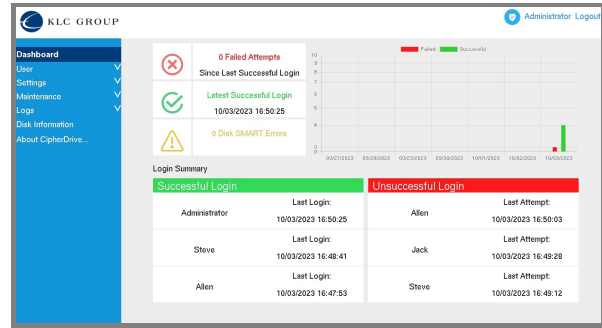 KLC GROUP
Administrator Logout
Dashboard
User
Settings
Maintenance
Logs
Disk Information
About CipherDrive...
0 Failed Attempts
Since Last Successful Login
Latest Successful Login
10/03/2023 16:50:25
0 Disk SMART Errors
Failed Successful
10
9
8
7
6
5
4
3
0
09/27/2023 09/28/2023 09/29/2023 09/30/2023 10/01/2023 10/02/2023 10/03/2023
Login Summary
Successful Login
Administrator
Last Login:
10/03/2023 16:50:25
Steve
Last Login:
10/03/2023 16:48:41
Allen
Last Login:
10/03/2023 16:47:53
Unsuccessful Login
Allen
Last Attempt:
10/03/2023 16:50:03
Jack
Last Attempt:
10/03/2023 16:49:28
Steve
Last Attempt:
10/03/2023 16:49:12